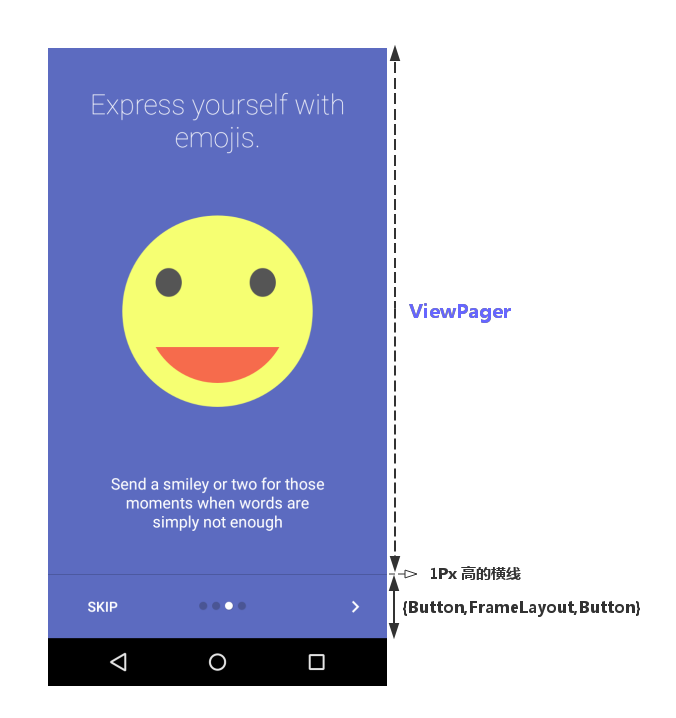 Express yourself with
emojis.
ViewPager
Send a smiley or two for those
moments when words are
simply not enough
1Px 高的横线
SKIP
{Button,FrameLayout,Button}